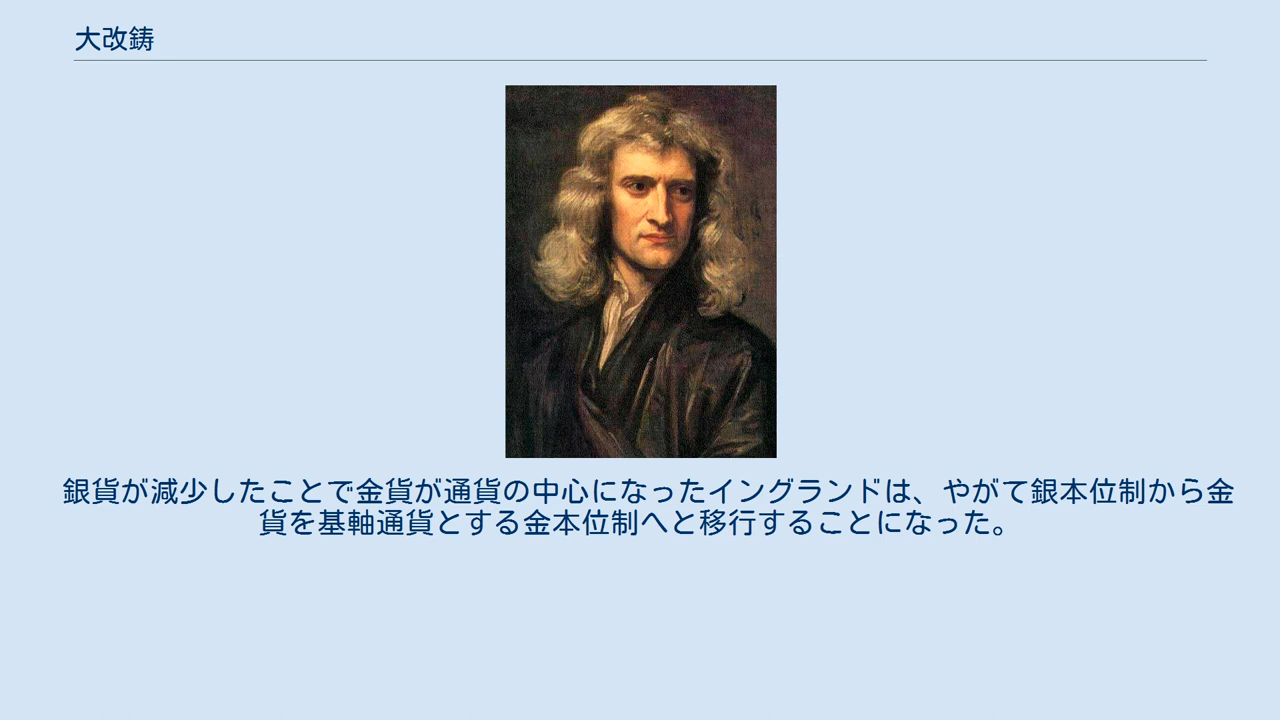 大改鋳
銀貨が減少したことで金貨が通貨の中心になったイングランドは、やがて銀本位制から金
貨を基軸通貨とする金本位制へと移行することになった。